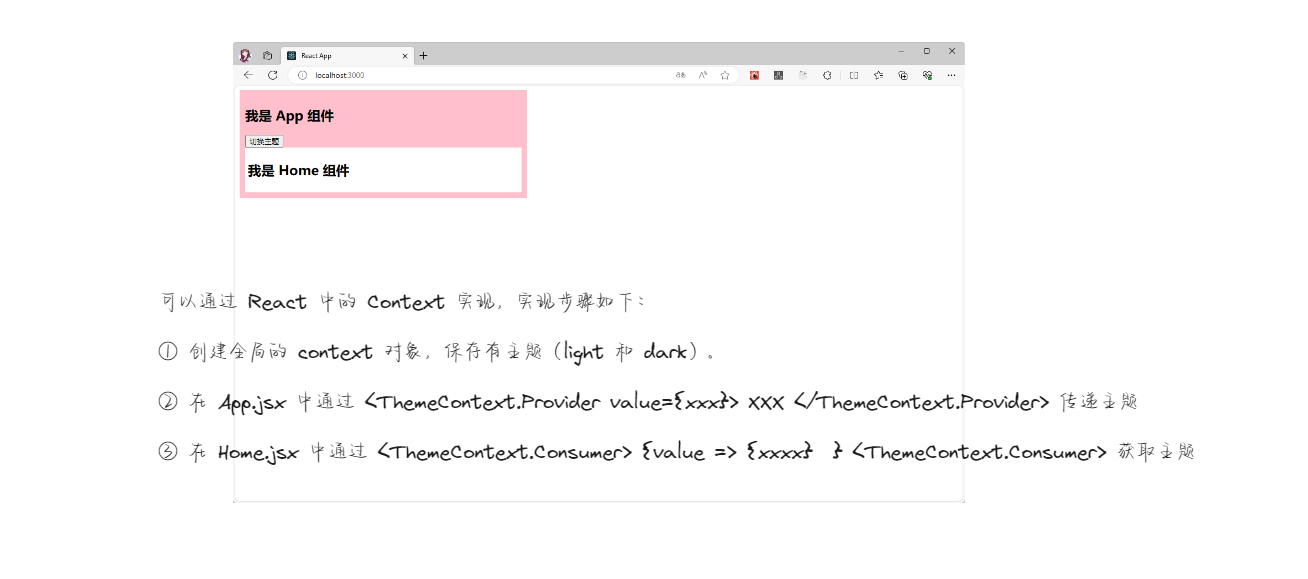 React App
localhost:3000
我是 App 组件
切换主题
我是 Home 组件
可以通过 React 中的 Context 实现，实现步骤如下：
① 创建全局的 context 对象，保存有主题（light 和 dark）。
② 在 App.jsx 中通过 <ThemeContext.Provider value={xxx}> XXX </ThemeContext.Provider> 传递主题
③ 在 Home.jsx 中通过 <ThemeContext.Consumer> {value => {xxxx} } <ThemeContext.Consumer> 获取主题